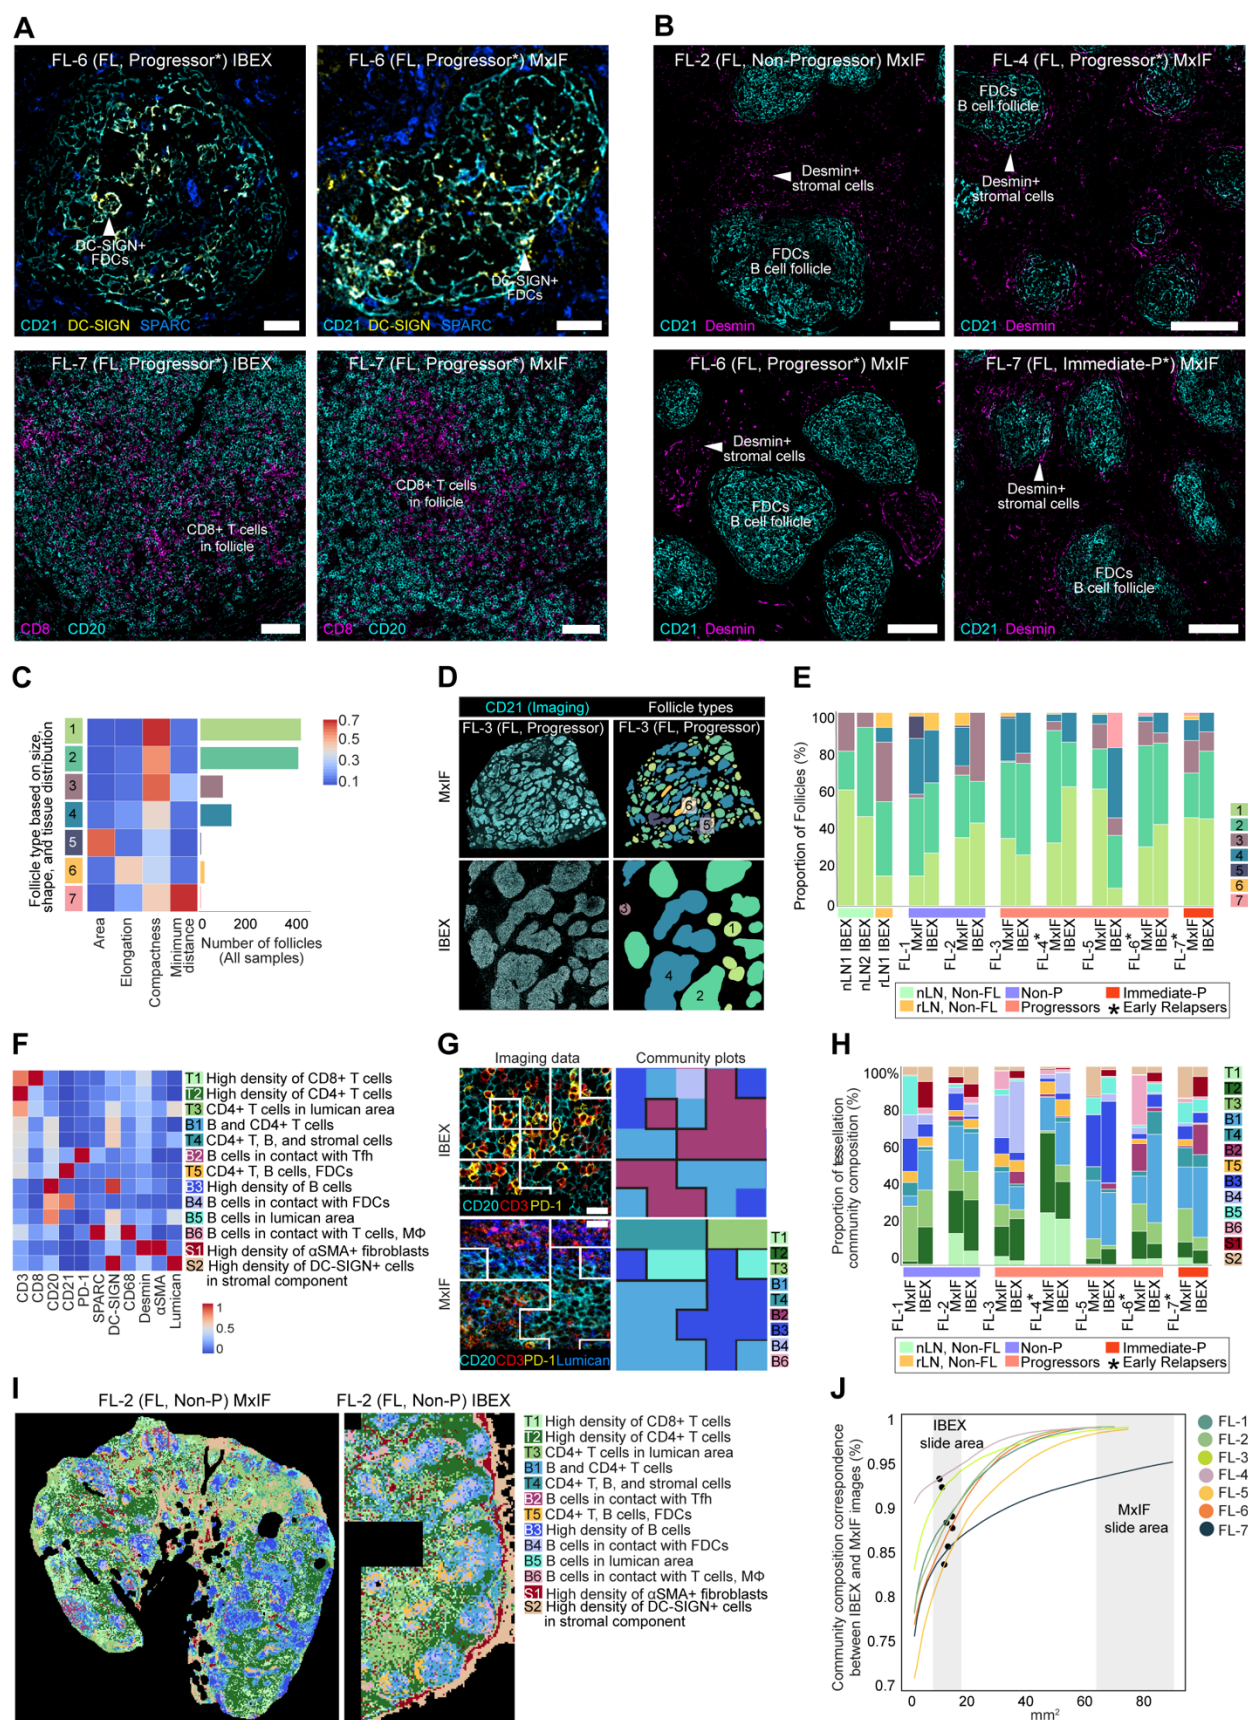 A
FL-6 (FL, Progressor*) IBEX
DC-SIGN+
FDCs
CD21 DC-SIGN SPARC
FL-6 (FL, Progressor*) MxIF
DC-SIGN+
FDCs
CD21 DC-SIGN SPARC
FL-7 (FL, Progressor*) IBEX
CD8+ T cells
in follicle
CD8 CD20
FL-7 (FL, Progressor*) MxIF
CD8+ T cells
in follicle
CD8 CD20
B
FL-2 (FL, Non-Progressor) MxIF
Desmin+
stromal cells
FDCs
B cell follicle
CD21 Desmin
FL-4 (FL, Progressor*) MxIF
FDCs
B cell follicle
Desmin+
stromal cells
CD21 Desmin
FL-6 (FL, Progressor*) MxIF
Desmin+
stromal cells
FDCs
B cell follicle
CD21 Desmin
FL-7 (FL, Immediate-P*) MxIF
Desmin+
stromal cells
FDCs
B cell follicle
CD21 Desmin
C
Follicle type based on size,
shape, and tissue distribution
1
2
3
4
5
6
7
Area
Elongation
Compactness
Minimum
distance
0 200 400
Number of follicles
(All samples)
0.7
0.5
0.3
0.1
D
CD21 (Imaging)
Follicle types
FL-3 (FL, Progressor)
FL-3 (FL, Progressor)
MxIF
IBEX
6
5
3
1
4
2
E
Proportion of Follicles (%)
100
80
60
40
20
0
nLN1 IBEX
nLN2 IBEX
rLN1 IBEX
FL-1 MxIF
IBEX
FL-2 MxIF
IBEX
FL-3 MxIF
IBEX
FL-4* MxIF
IBEX
FL-5 MxIF
IBEX
FL-6* MxIF
IBEX
FL-7* MxIF
IBEX
1
2
3
4
5
6
7
nLN, Non-FL Non-P Immediate-P
rLN, Non-FL Progressors * Early Relapsers
F
T1 High density of CD8+ T cells
T2 High density of CD4+ T cells
T3 CD4+ T cells in lumican area
B1 B and CD4+ T cells
T4 CD4+ T, B, and stromal cells
B2 B cells in contact with Tfh
T5 CD4+ T, B cells, FDCs
B3 High density of B cells
B4 B cells in contact with FDCs
B5 B cells in lumican area
B6 B cells in contact with T cells, MΦ
S1 High density of αSMA+ fibroblasts
S2 High density of DC-SIGN+ cells
in stromal component
CD3
CD8
CD20
CD21
PD-1
SPARC
DC-SIGN
CD68
Desmin
αSMA
Lumican
1
0.5
0
G
Imaging data
Community plots
IBEX
CD20 CD3 PD-1
MxIF
CD20 CD3 PD-1 Lumican
T1
T2
T3
B1
T4
B2
B3
B4
B6
H
Proportion of tessellation
community composition (%)
100%
80
60
40
20
0
FL-1 MxIF
IBEX
FL-2 MxIF
IBEX
FL-3 MxIF
IBEX
FL-4* MxIF
IBEX
FL-5 MxIF
IBEX
FL-6* MxIF
IBEX
FL-7* MxIF
IBEX
T1
T2
T3
B1
T4
B2
T5
B3
B4
B5
B6
S1
S2
nLN, Non-FL Non-P Immediate-P
rLN, Non-FL Progressors * Early Relapsers
I
FL-2 (FL, Non-P) MxIF
FL-2 (FL, Non-P) IBEX
T1 High density of CD8+ T cells
T2 High density of CD4+ T cells
T3 CD4+ T cells in lumican area
B1 B and CD4+ T cells
T4 CD4+ T, B, and stromal cells
B2 B cells in contact with Tfh
T5 CD4+ T, B cells, FDCs
B3 High density of B cells
B4 B cells in contact with FDCs
B5 B cells in lumican area
B6 B cells in contact with T cells, MΦ
S1 High density of αSMA+ fibroblasts
S2 High density of DC-SIGN+ cells
in stromal component
J
Community composition correspondence
between IBEX and MxIF images (%)
1
0.95
0.9
0.85
0.8
0.75
0.7
IBEX
slide area
MxIF
slide area
0 20 40 60 80
mm²
FL-1
FL-2
FL-3
FL-4
FL-5
FL-6
FL-7